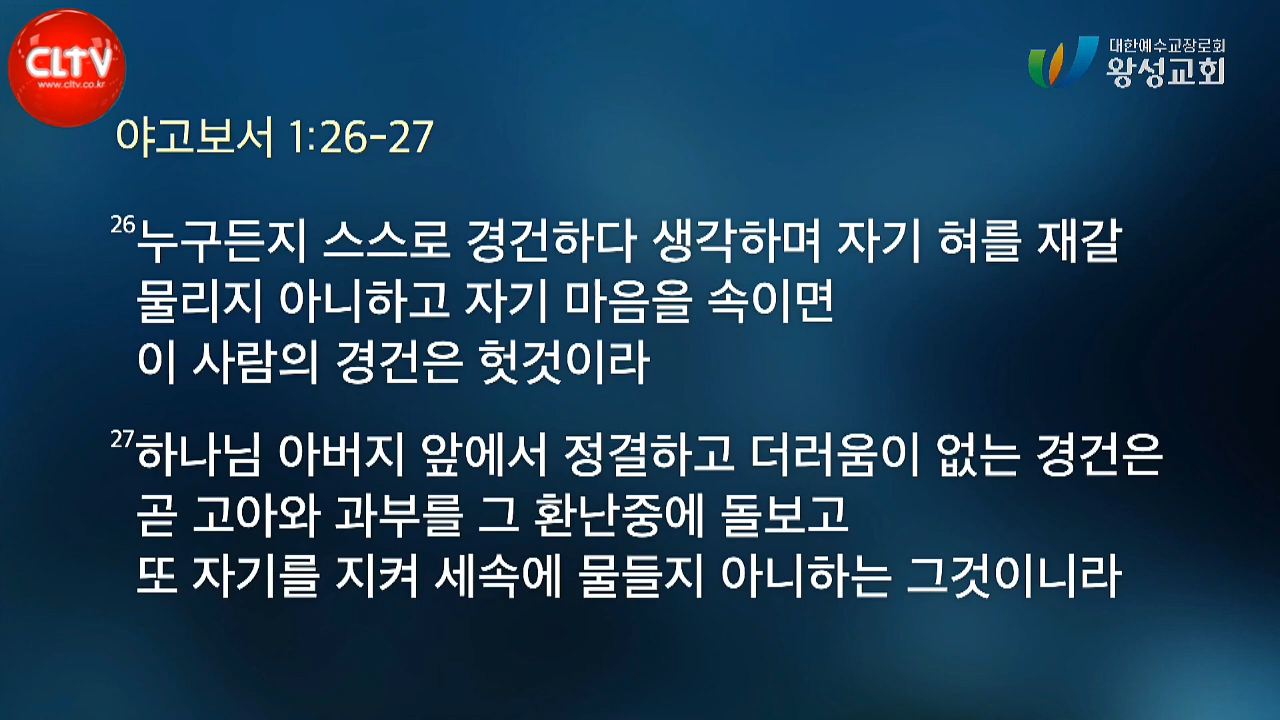 CLTV
www.cltv.co.kr
대한예수교장로회
왕성교회
야고보서 1:26-27
26누구든지 스스로 경건하다 생각하며 자기 혀를 재갈
물리지 아니하고 자기 마음을 속이면
이 사람의 경건은 헛것이라
27하나님 아버지 앞에서 정결하고 더러움이 없는 경건은
곧 고아와 과부를 그 환난중에 돌보고
또 자기를 지켜 세속에 물들지 아니하는 그것이니라